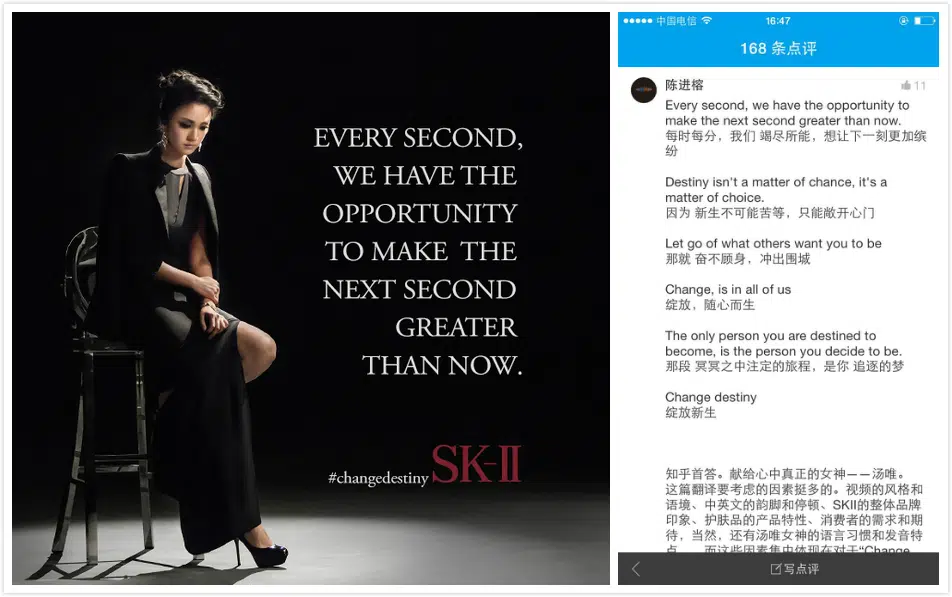 EVERY SECOND,
WE HAVE THE
OPPORTUNITY
TO MAKE THE
NEXT SECOND
GREATER
THAN NOW.
#changedestiny SK-II
中国电信 16:47
168 条点评
陈进榕 11
Every second, we have the opportunity to
make the next second greater than now.
每时每分，我们 竭尽所能，想让下一刻更加缤
纷
Destiny isn't a matter of chance, it's a
matter of choice.
因为 新生不可能苦等，只能敞开心门
Let go of what others want you to be
那就 奋不顾身，冲出围城
Change, is in all of us
绽放，随心而生
The only person you are destined to
become, is the person you decide to be.
那段 冥冥之中注定的旅程，是你 追逐的梦
Change destiny
绽放新生
知乎首答。献给心中真正的女神——汤唯。
这篇翻译要考虑的因素挺多的。视频的风格和
语境、中英文的韵脚和停顿、SKII的整体品牌
印象、护肤品的产品特性、消费者的需求和期
待，当然，还有汤唯女神的语言习惯和发音特
点……而这些因素集中体现在对于“Change
写点评